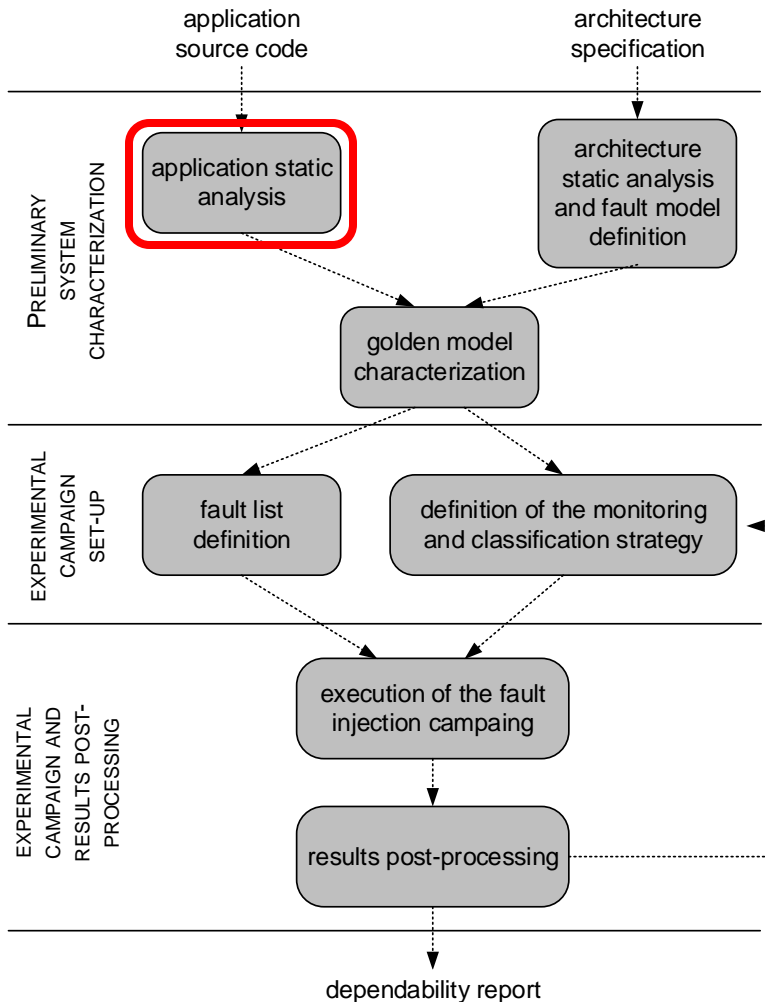 application
source code
architecture
specification
PRELIMINARY
SYSTEM
CHARACTERIZATION
application static
analysis
architecture
static analysis
and fault model
definition
golden model
characterization
EXPERIMENTAL
CAMPAIGN
SET-UP
fault list
definition
definition of the monitoring
and classification strategy
EXPERIMENTAL
CAMPAIGN AND
RESULTS POST-
PROCESSING
execution of the fault
injection campaing
results post-processing
dependability report